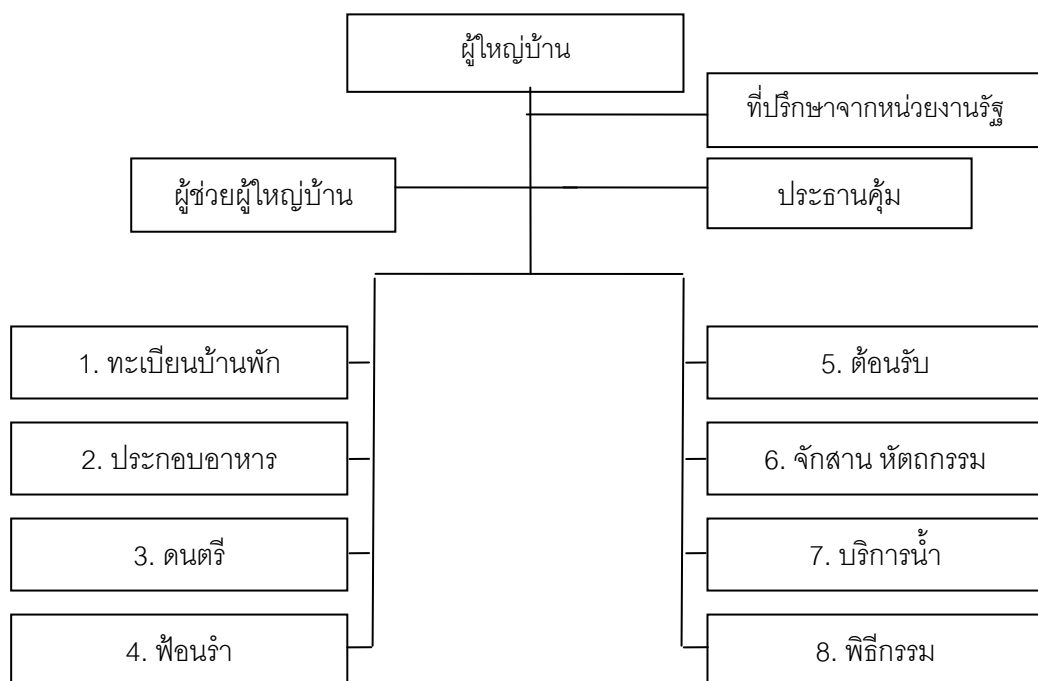 ผู้ใหญ่บ้าน
ที่ปรึกษาจากหน่วยงานรัฐ
ผู้ช่วยผู้ใหญ่บ้าน
ประธานคุ้ม
1. ทะเบียนบ้านพัก
2. ประกอบอาหาร
3. ดนตรี
4. ฟ้อนรำ
5. ต้อนรับ
6. จักสาน หัตถกรรม
7. บริการน้ำ
8. พิธีกรรม